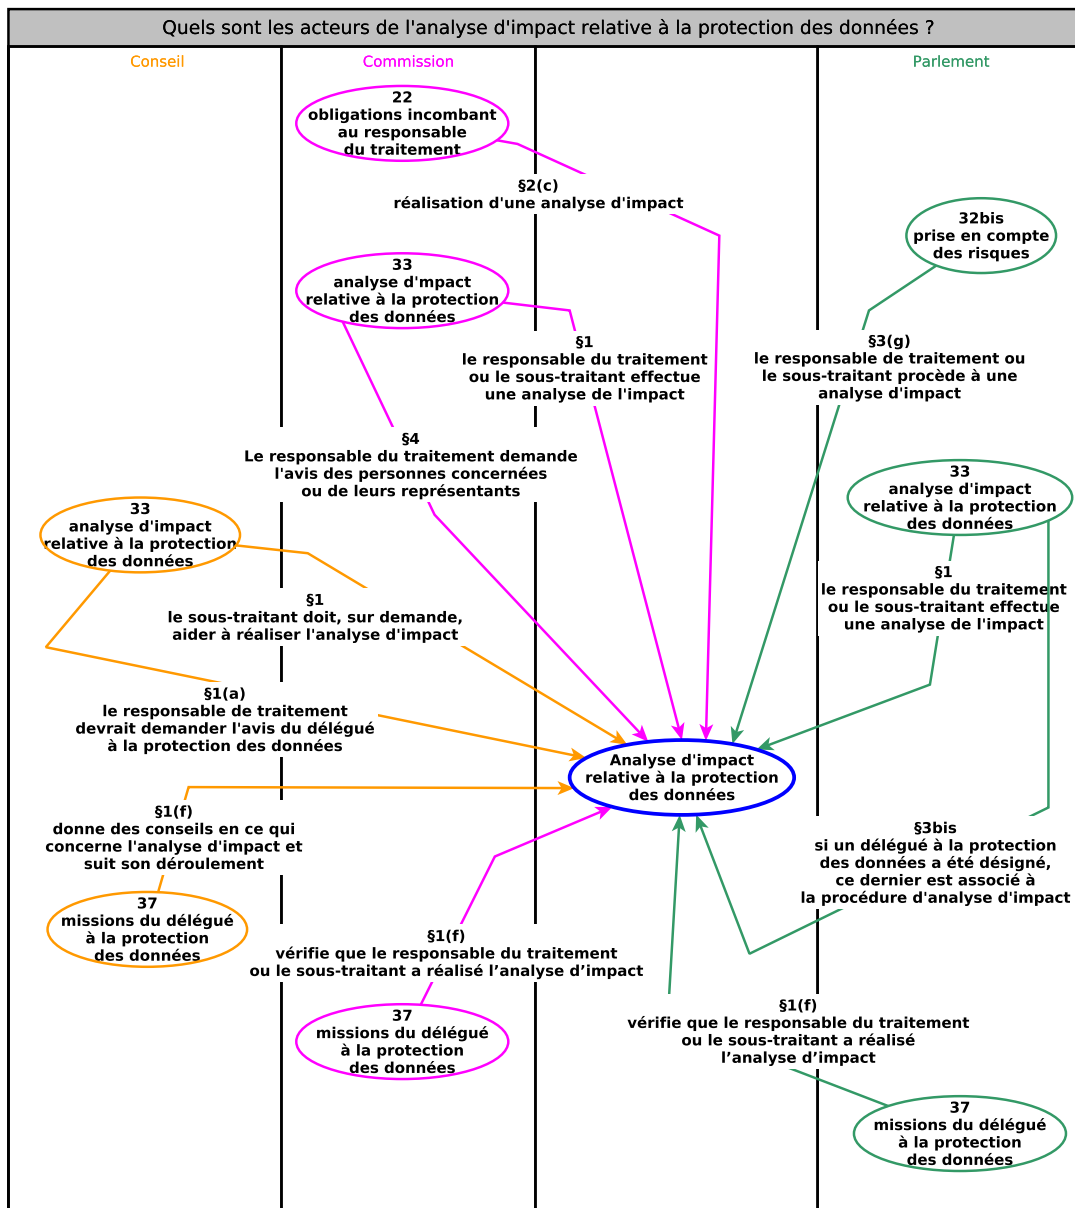 Quels sont les acteurs de l'analyse d'impact relative à la protection des données ?
Conseil
Commission
Parlement
22
obligations incombant
au responsable
du traitement
§2(c)
réalisation d'une analyse d'impact
32bis
prise en compte
des risques
33
analyse d'mpact
relative à la protection
des données
§1
le responsable du traitement
ou le sous-traitant effectue
une analyse de l'impact
§3(g)
le responsable de traitement ou
le sous-traitant procède à une
analyse d'impact
§4
Le responsable du traitement demande
l'avis des personnes concernées
ou de leurs représentants
33
analyse d'impact
relative à la protection
des données
33
analyse d'impact
relative à la protection
des données
§1
le responsable du traitement
ou le sous-traitant effectue
une analyse de l'impact
§1
le sous-traitant doit, sur demande,
aider à réaliser l'analyse d'impact
§1(a)
le responsable de traitement
devrait demander l'avis du délégué
à la protection des données
Analyse d'impact
relative à la protection
des données
§1(f)
donne des conseils en ce qui
concerne l'analyse d'impact et
suit son déroulement
§3bis
si un délégué à la protection
des données a été désigné,
ce dernier est associé à
la procédure d'analyse d'impact
37
missions du délégué
à la protection
des données
§1(f)
vérifie que le responsable du traitement
ou le sous-traitant a réalisé l’analyse d’impact
37
missions du délégué
à la protection
des données
§1(f)
vérifie que le responsable du traitement
ou le sous-traitant a réalisé
l’analyse d’impact
37
missions du délégué
à la protection
des données